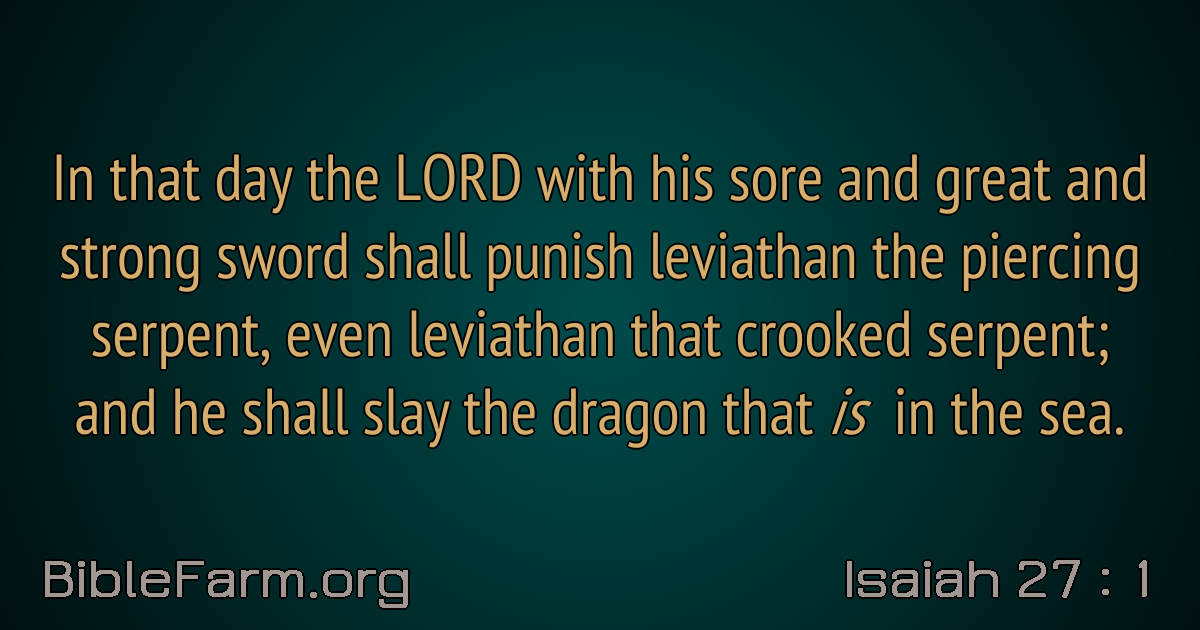 In that day the LORD with his sore and great and
strong sword shall punish leviathan the piercing
serpent, even leviathan that crooked serpent;
and he shall slay the dragon that is in the sea.
BibleFarm.org
Isaiah 27 : 1